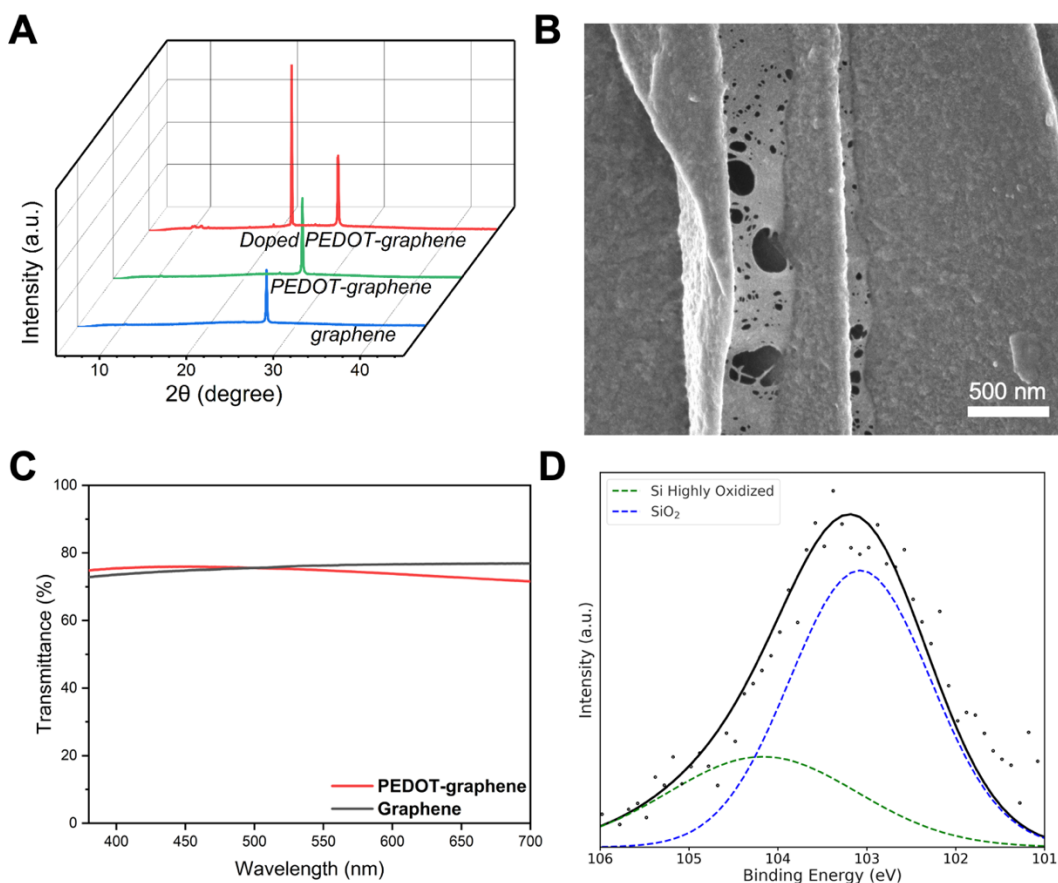 A
Intensity (a.u.)
Doped PEDOT-graphene
PEDOT-graphene
graphene
10 20 30 40
2θ (degree)
B
500 nm
C
Transmittance (%)
100
80
60
40
20
0
PEDOT-graphene
Graphene
400 450 500 550 600 650 700
Wavelength (nm)
D
Si Highly Oxidized
SiO₂
Intensity (a.u.)
106 105 104 103 102 101
Binding Energy (eV)